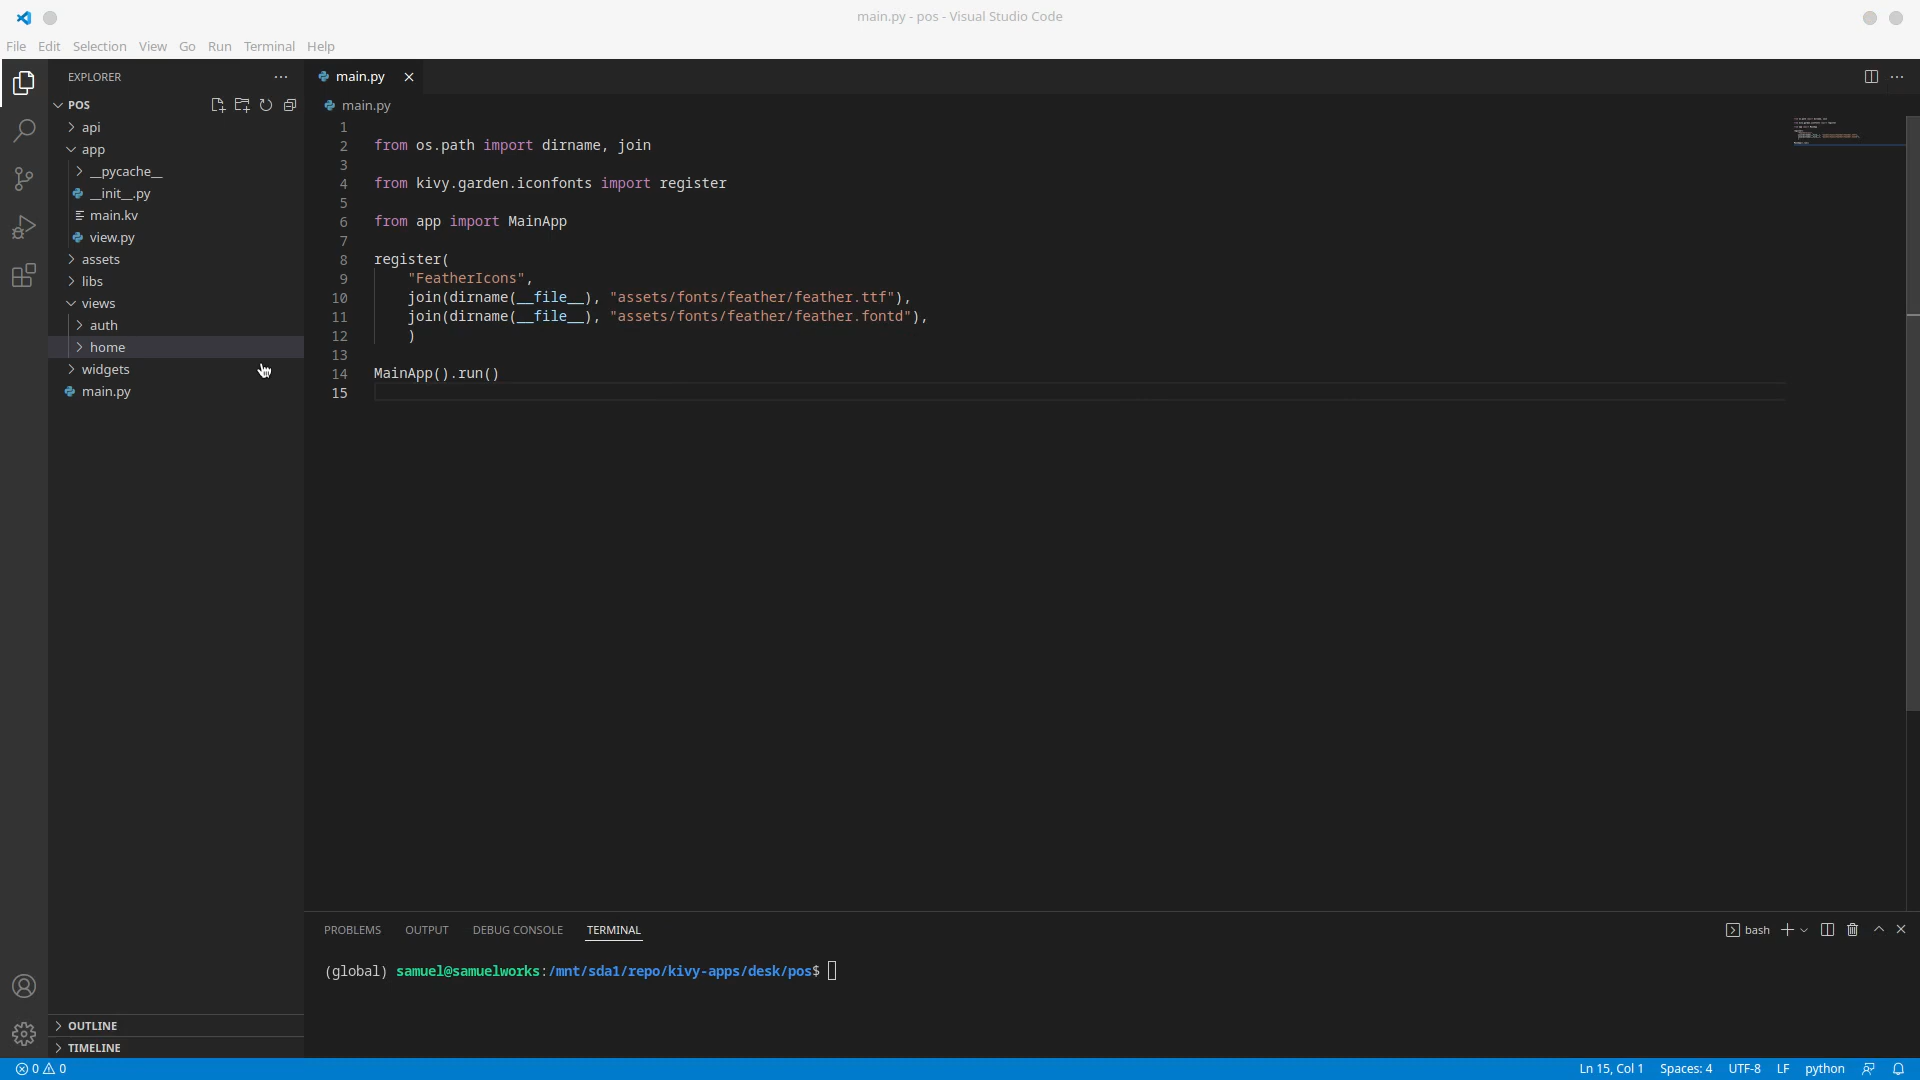 main.py - pos - Visual Studio Code
File Edit Selection View Go Run Terminal Help
EXPLORER
POS
api
app
__pycache__
__init__.py
main.kv
view.py
assets
libs
views
auth
home
widgets
main.py
OUTLINE
TIMELINE
main.py
main.py
1
2 from os.path import dirname, join
3
4 from kivy.garden.iconfonts import register
5
6 from app import MainApp
7
8 register(
9 "FeatherIcons",
10 join(dirname(__file__), "assets/fonts/feather/feather.ttf"),
11 join(dirname(__file__), "assets/fonts/feather/feather.fontd"),
12 )
13
14 MainApp().run()
15
PROBLEMS OUTPUT DEBUG CONSOLE TERMINAL
bash
(global) samuel@samuelworks:/mnt/sda1/repo/kivy-apps/desk/pos$
0 0
Ln 15, Col 1 Spaces: 4 UTF-8 LF python